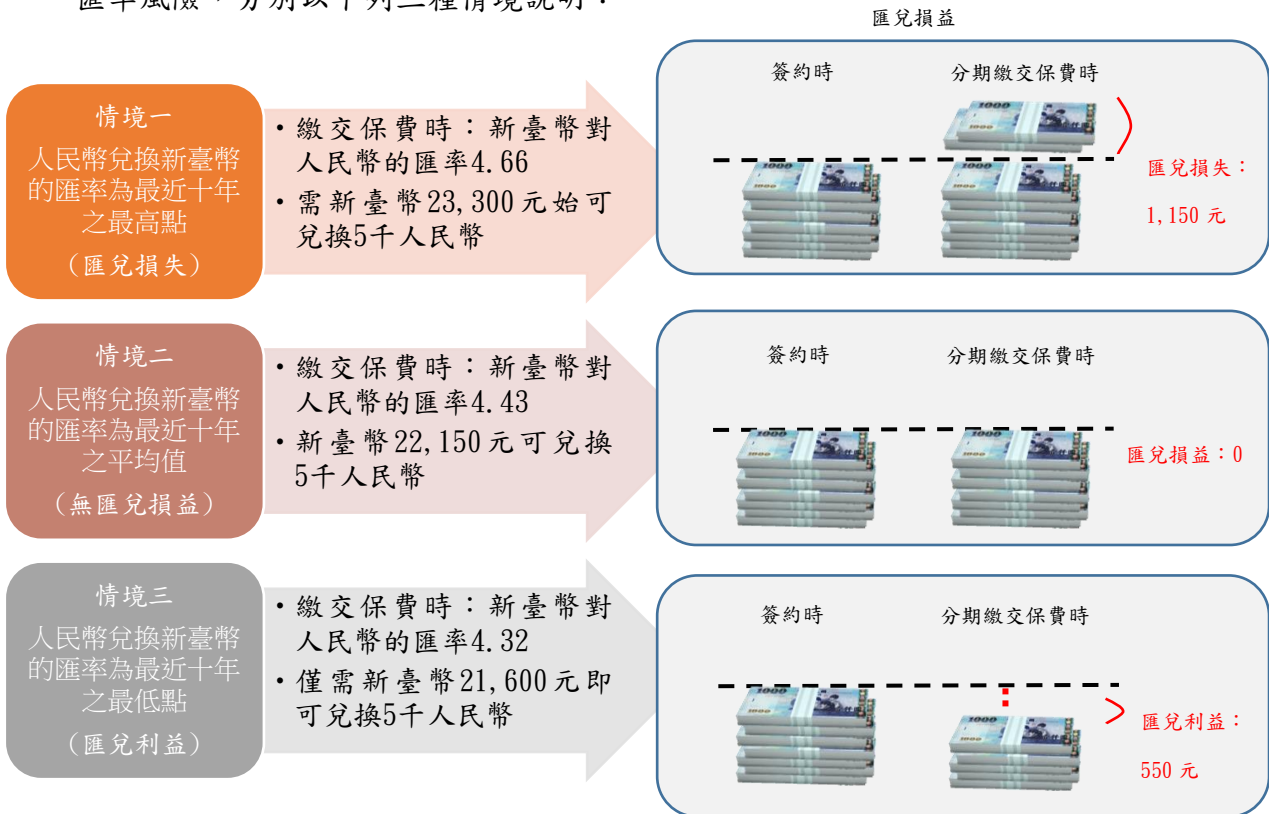 匯率風險，分別以下列三種情境說明：
匯兌損益
情境一
人民幣兌換新臺幣
的匯率為最近十年
之最高點
（匯兌損失）
・繳交保費時：新臺幣對
人民幣的匯率4.66
・需新臺幣23,300元始可
兌換5千人民幣
簽約時
分期繳交保費時
匯兌損失：
1,150 元
情境二
人民幣兌換新臺幣
的匯率為最近十年
之平均值
（無匯兌損益）
・繳交保費時：新臺幣對
人民幣的匯率4.43
・新臺幣22,150元可兌換
5千人民幣
簽約時
分期繳交保費時
匯兌損益：0
情境三
人民幣兌換新臺幣
的匯率為最近十年
之最低點
（匯兌利益）
・繳交保費時：新臺幣對
人民幣的匯率4.32
・僅需新臺幣21,600元即
可兌換5千人民幣
簽約時
分期繳交保費時
匯兌利益：
550 元